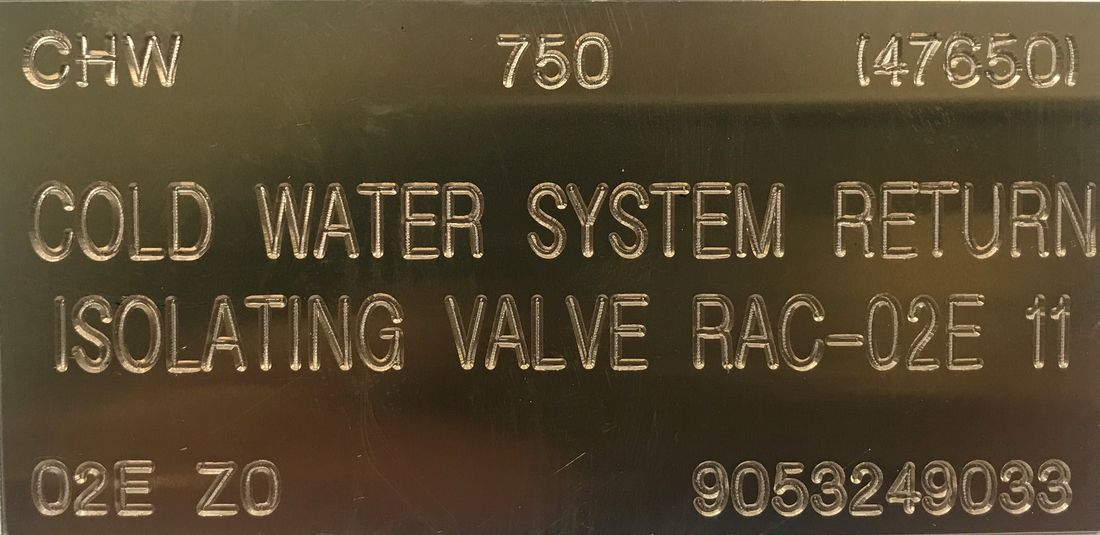 CHW 750 (47650)
COLD WATER SYSTEM RETURN
ISOLATING VALVE RAC-02E 11
02E Z0 9053249033